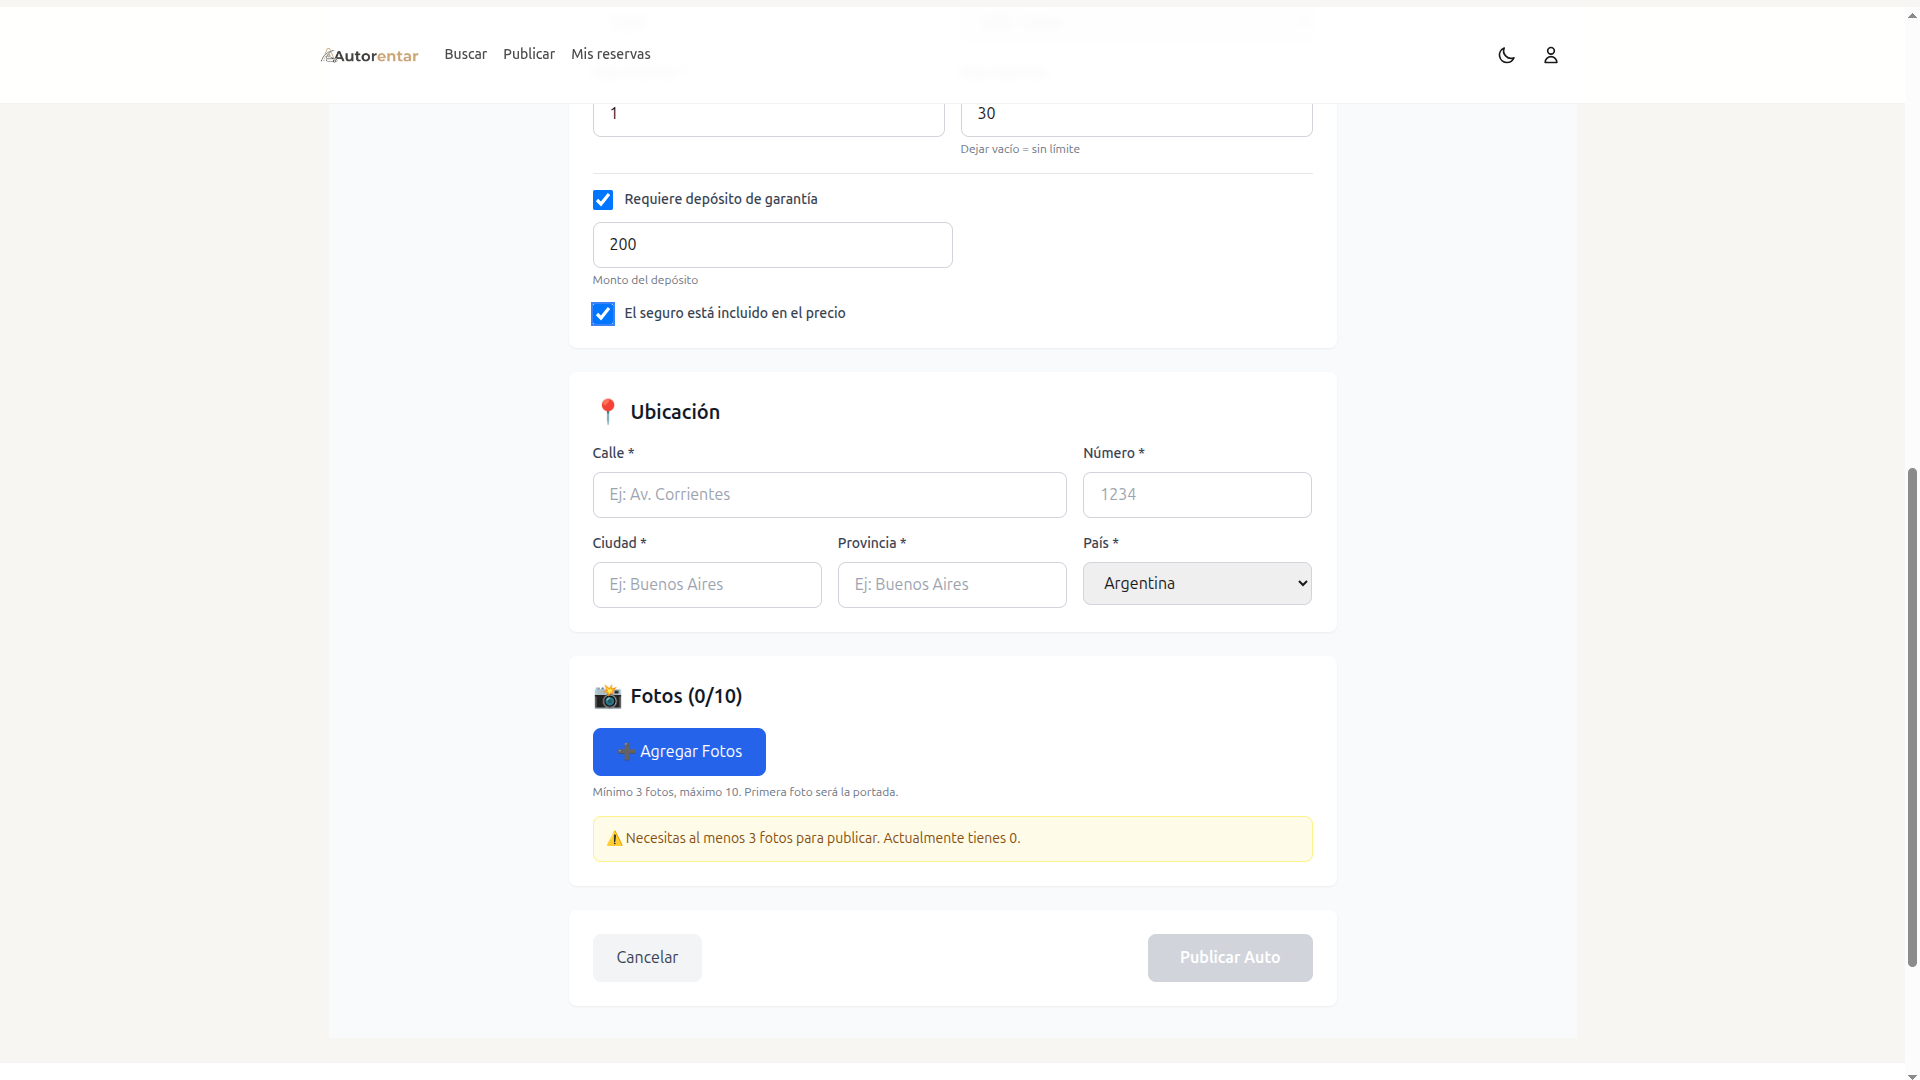 Autorentar Buscar Publicar Mis reservas
1 30
Dejar vacío = sin límite
Requiere depósito de garantía
200
Monto del depósito
El seguro está incluido en el precio
Ubicación
Calle * Número *
Ej: Av. Corrientes 1234
Ciudad * Provincia * País *
Ej: Buenos Aires Ej: Buenos Aires Argentina
Fotos (0/10)
Agregar Fotos
Mínimo 3 fotos, máximo 10. Primera foto será la portada.
Necesitas al menos 3 fotos para publicar. Actualmente tienes 0.
Cancelar Publicar Auto